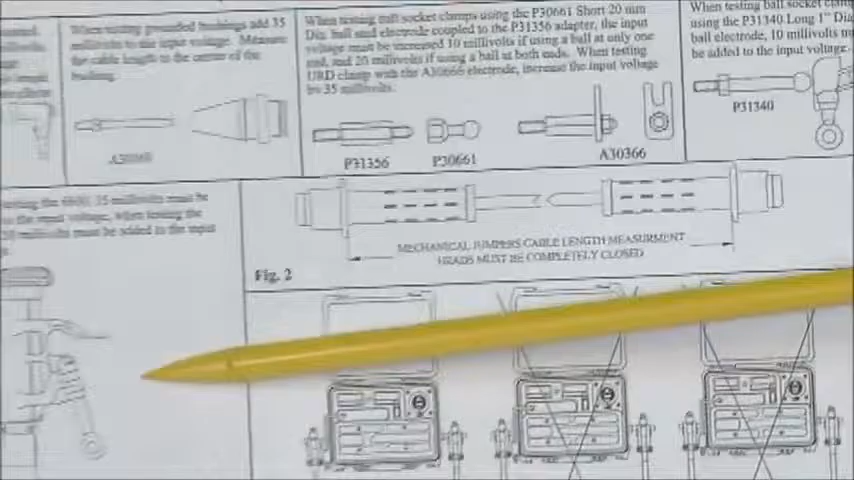 When testing grounded bushings add 35
millivolts to the input voltage. Measure
the cable length to the center of the
bushing.
When testing ball socket clamps using the P30661 Short 20 mm
Dia. ball stud electrode coupled to the P31356 adapter, the input
voltage must be increased 10 millivolts if using a ball at only one
end, and 20 millivolts if using a ball at both ends. When testing
URD clamp with the A30666 electrode, increase the input voltage
by 35 millivolts.
P31356
P30661
A30366
When testing ball socket clam
using the P31340 Long 1" Dia
ball electrode, 10 millivolts
be added to the input voltage.
P31340
15 millivolts must be
voltage, when testing the
millivolts must be added to the input
MECHANICAL JUMPERS CABLE LENGTH MEASURMENT
HEADS MUST BE COMPLETELY CLOSED
Fig. 2